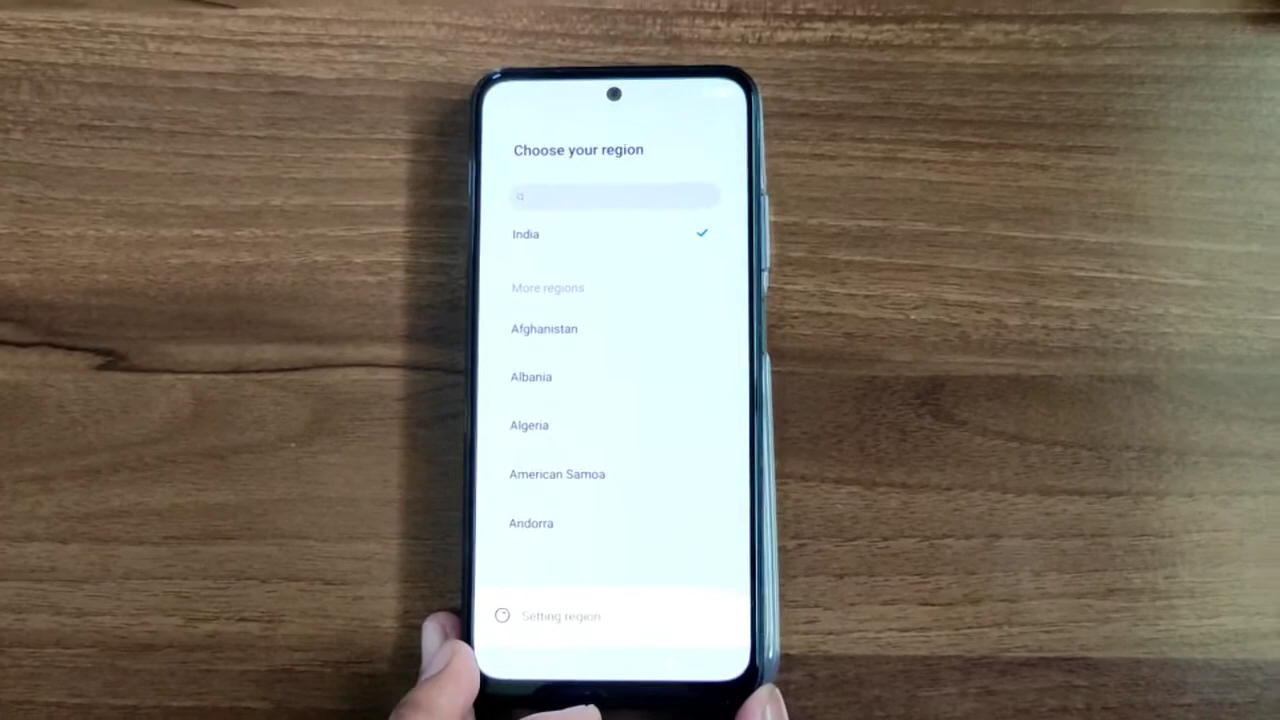 Choose your region
India
More regions
Afghanistan
Albania
Algeria
American Samoa
Andorra
Setting region